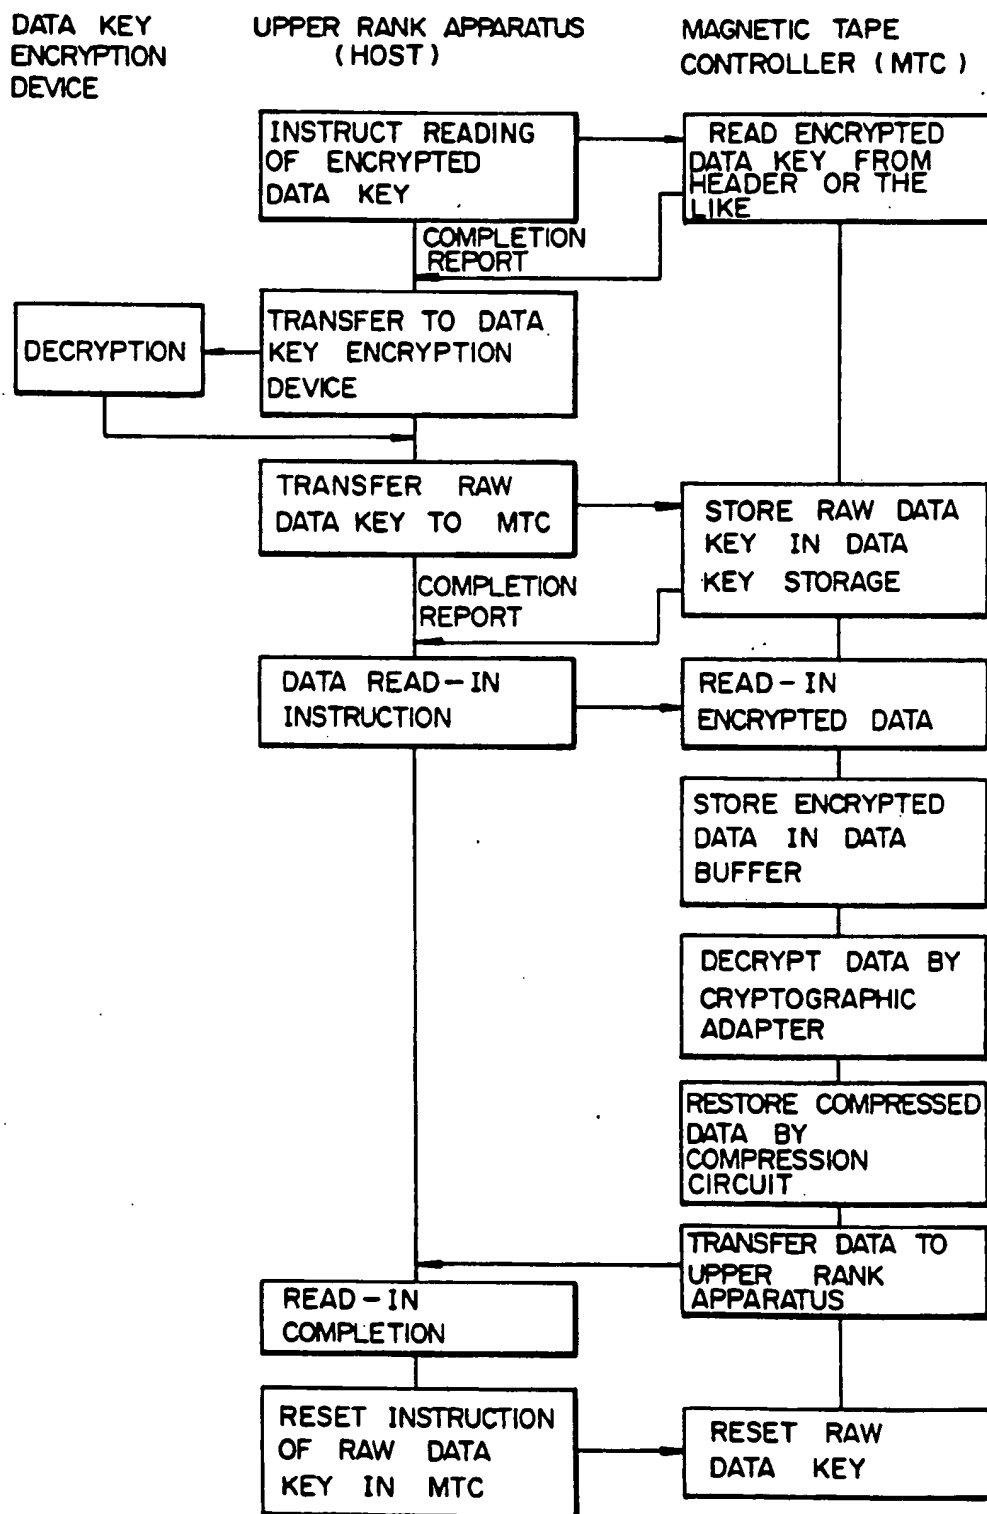 DATA KEY
ENCRYPTION
DEVICE
UPPER RANK APPARATUS
(HOST)
MAGNETIC TAPE
CONTROLLER (MTC)
INSTRUCT READING
OF ENCRYPTED
DATA KEY
READ ENCRYPTED
DATA KEY FROM
HEADER OR THE
LIKE
COMPLETION
REPORT
DECRYPTION
TRANSFER TO DATA
KEY ENCRYPTION
DEVICE
TRANSFER RAW
DATA KEY TO MTC
STORE RAW DATA
KEY IN DATA
KEY STORAGE
COMPLETION
REPORT
DATA READ-IN
INSTRUCTION
READ-IN
ENCRYPTED DATA
STORE ENCRYPTED
DATA IN DATA
BUFFER
DECRYPT DATA BY
CRYPTOGRAPHIC
ADAPTER
RESTORE COMPRESSED
DATA BY
COMPRESSION
CIRCUIT
TRANSFER DATA TO
UPPER RANK
APPARATUS
READ-IN
COMPLETION
RESET INSTRUCTION
OF RAW DATA
KEY IN MTC
RESET RAW
DATA KEY